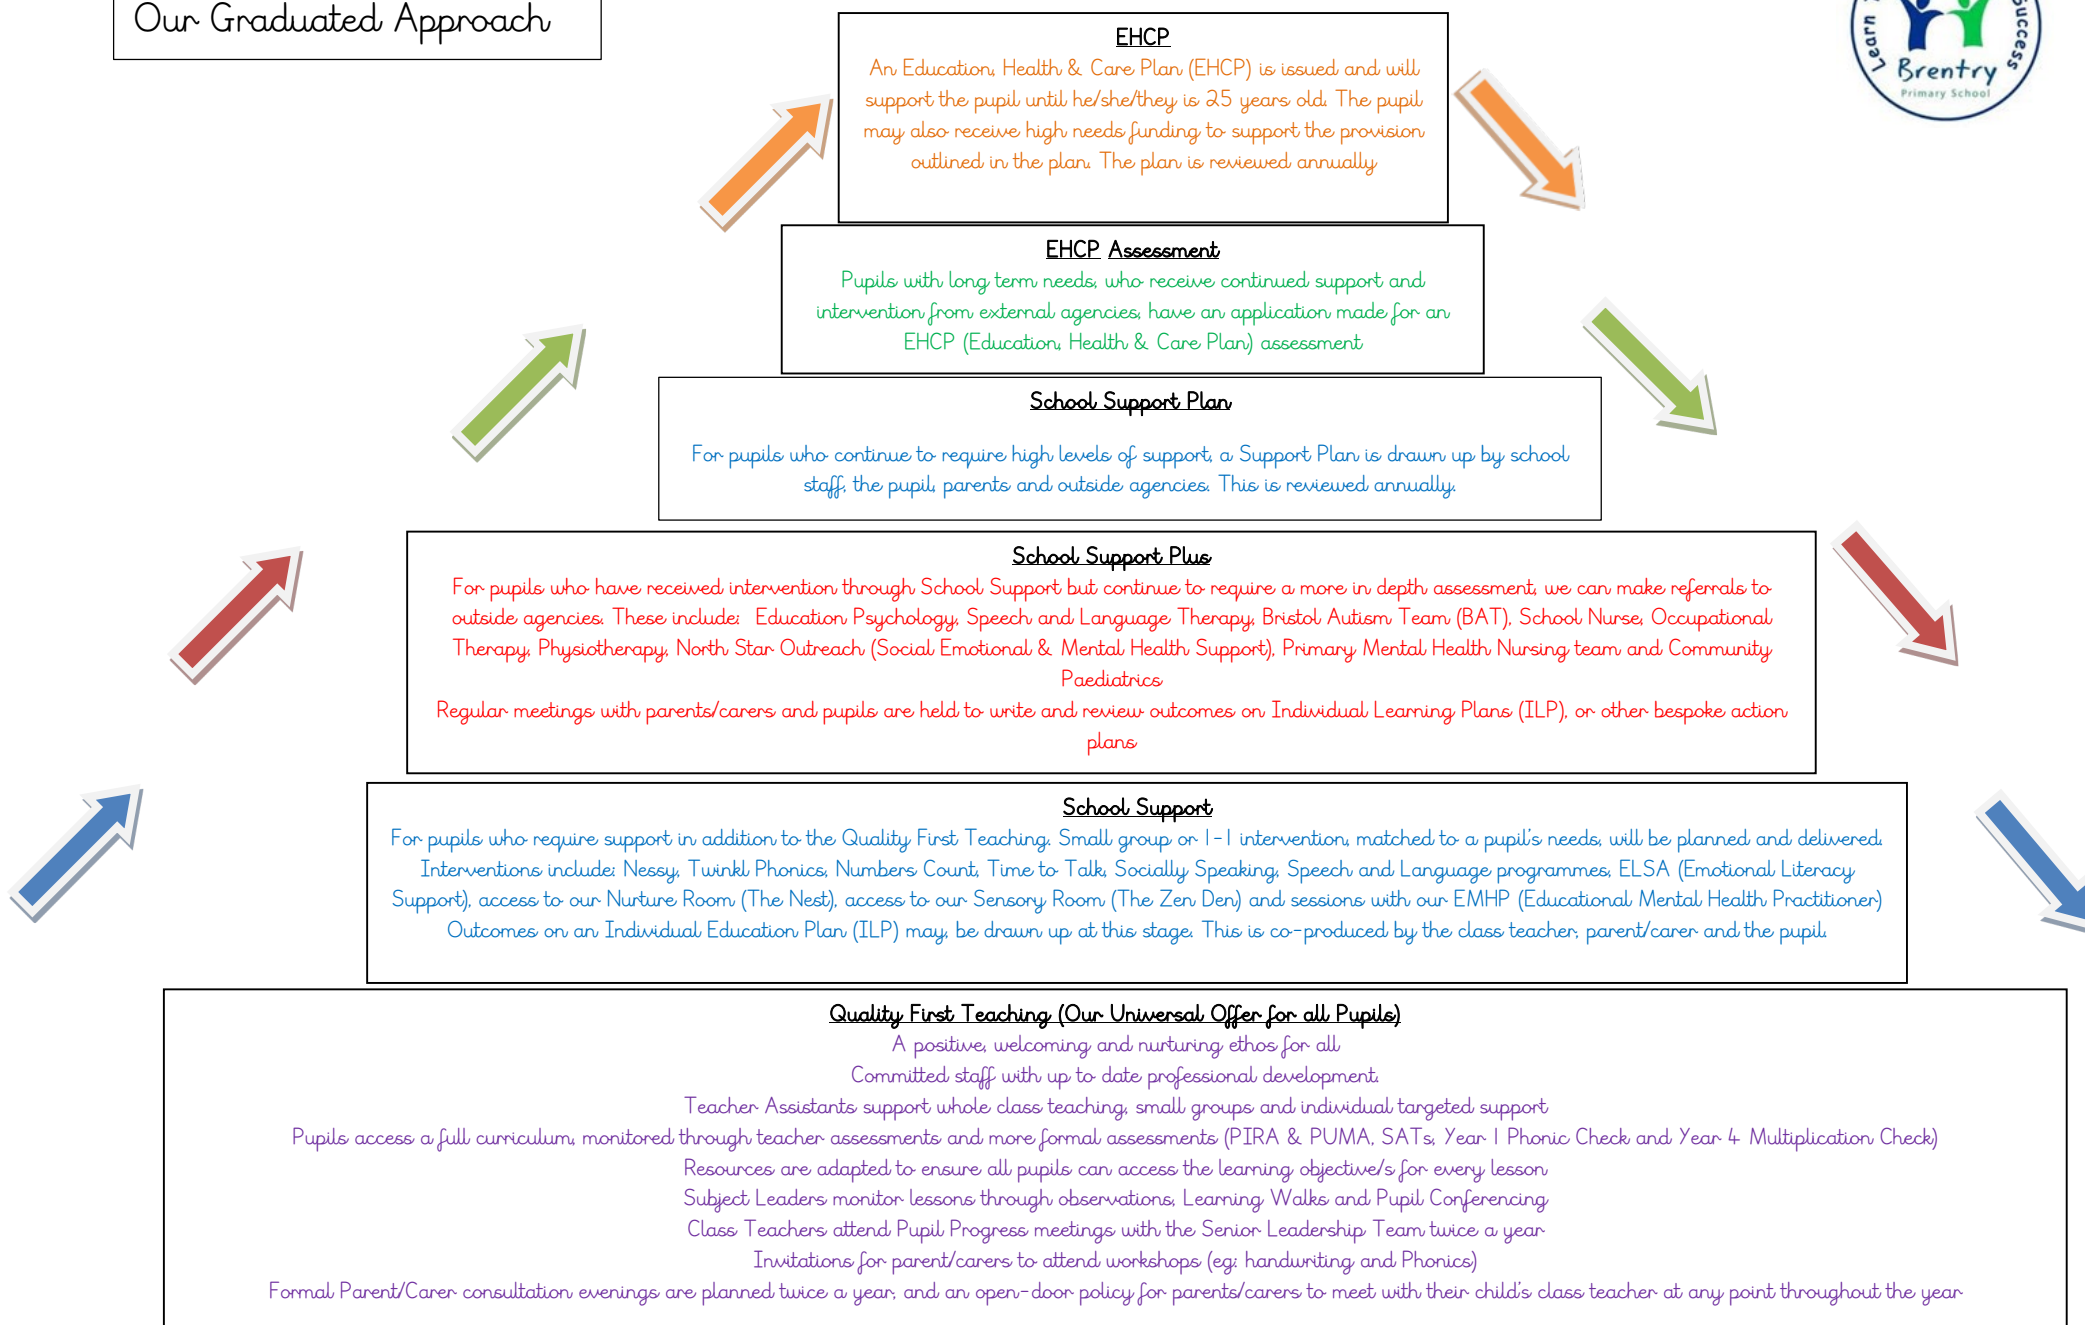 Our Graduated Approach
Learn
Success
Brentry
Primary School
EHCP
An Education, Health & Care Plan (EHCP) is issued and will
support the pupil until he/she/they is 25 years old. The pupil
may also receive high needs funding to support the provision
outlined in the plan. The plan is reviewed annually
EHCP Assessment
Pupils with long term needs, who receive continued support and
intervention from external agencies, have an application made for an
EHCP (Education, Health & Care Plan) assessment
School Support Plan
For pupils who continue to require high levels of support, a Support Plan is drawn up by school
staff, the pupil, parents and outside agencies. This is reviewed annually.
School Support Plus
For pupils who have received intervention through School Support but continue to require a more in depth assessment, we can make referrals to
outside agencies. These include: Education Psychology, Speech and Language Therapy, Bristol Autism Team (BAT), School Nurse, Occupational
Therapy, Physiotherapy, North Star Outreach (Social Emotional & Mental Health Support), Primary Mental Health Nursing team and Community
Paediatrics
Regular meetings with parents/carers and pupils are held to write and review outcomes on Individual Learning Plans (ILP), or other bespoke action
plans
School Support
For pupils who require support in addition to the Quality First Teaching. Small group or 1-1 intervention, matched to a pupil's needs, will be planned and delivered.
Interventions include: Nessy, Twinkl Phonics, Numbers Count, Time to Talk, Socially Speaking, Speech and Language programmes, ELSA (Emotional Literacy
Support), access to our Nurture Room (The Nest), access to our Sensory Room (The Zen Den) and sessions with our EMHP (Educational Mental Health Practitioner)
Outcomes on an Individual Education Plan (ILP) may, be drawn up at this stage. This is co-produced by the class teacher, parent/carer and the pupil.
Quality First Teaching (Our Universal Offer for all Pupils)
A positive, welcoming and nurturing ethos for all
Committed staff with up to date professional development.
Teacher Assistants support whole class teaching, small groups and individual targeted support
Pupils access a full curriculum, monitored through teacher assessments and more formal assessments (PIRA & PUMA, SATs, Year 1 Phonic Check and Year 4 Multiplication Check)
Resources are adapted to ensure all pupils can access the learning objective/s for every lesson
Subject Leaders monitor lessons through observations, Learning Walks and Pupil Conferencing
Class Teachers attend Pupil Progress meetings with the Senior Leadership Team twice a year
Invitations for parent/carers to attend workshops (eg: handwriting and Phonics)
Formal Parent/Carer consultation evenings are planned twice a year, and an open-door policy for parents/carers to meet with their child's class teacher at any point throughout the year